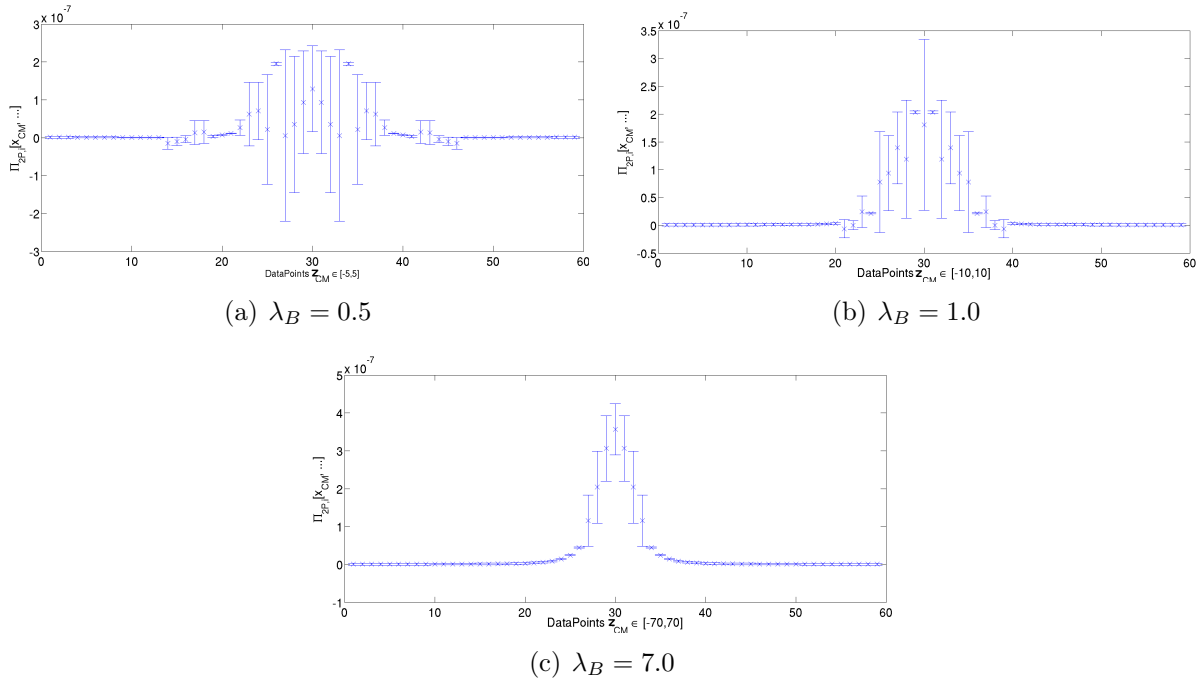 x 10 -7
3
2
1
0
-1
-2
-3
0 10 20 30 40 50 60
Π2P,I[xCM, ...]
DataPoints zCM ∈ [-5,5]
(a) λB = 0.5
x 10 -7
3.5
3
2.5
2
1.5
1
0.5
0
-0.5
0 10 20 30 40 50 60
Π2P,I[xCM, ...]
DataPoints zCM ∈ [-10,10]
(b) λB = 1.0
x 10 -7
5
4
3
2
1
0
-1
0 10 20 30 40 50 60
Π2P,I[xCM, ...]
DataPoints zCM ∈ [-70,70]
(c) λB = 7.0